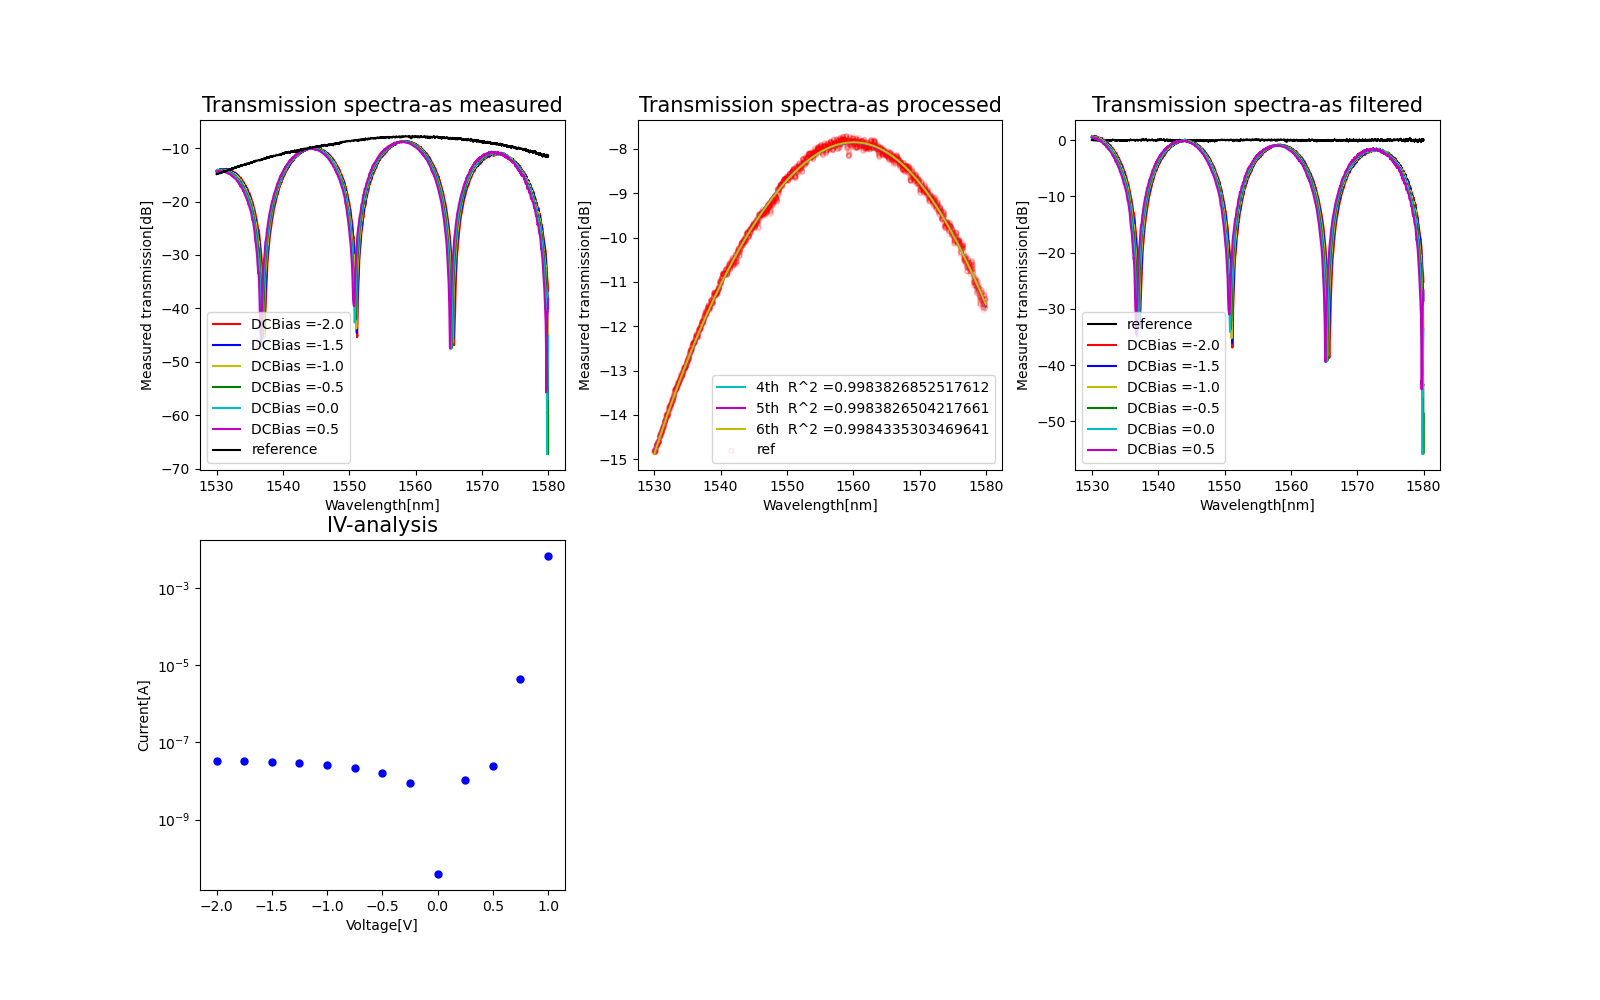 Transmission spectra-as measured
Measured transmission[dB]
−10
−20
−30
−40
−50
−60
−70
DCBias =-2.0
DCBias =-1.5
DCBias =-1.0
DCBias =-0.5
DCBias =0.0
DCBias =0.5
reference
1530 1540 1550 1560 1570 1580
Wavelength[nm]
Transmission spectra-as processed
Measured transmission[dB]
−8
−9
−10
−11
−12
−13
−14
−15
4th R^2 =0.9983826852517612
5th R^2 =0.9983826504217661
6th R^2 =0.9984335303469641
ref
1530 1540 1550 1560 1570 1580
Wavelength[nm]
Transmission spectra-as filtered
Measured transmission[dB]
0
−10
−20
−30
−40
−50
reference
DCBias =-2.0
DCBias =-1.5
DCBias =-1.0
DCBias =-0.5
DCBias =0.0
DCBias =0.5
1530 1540 1550 1560 1570 1580
Wavelength[nm]
IV-analysis
Current[A]
10⁻³
10⁻⁵
10⁻⁷
10⁻⁹
−2.0 −1.5 −1.0 −0.5 0.0 0.5 1.0
Voltage[V]